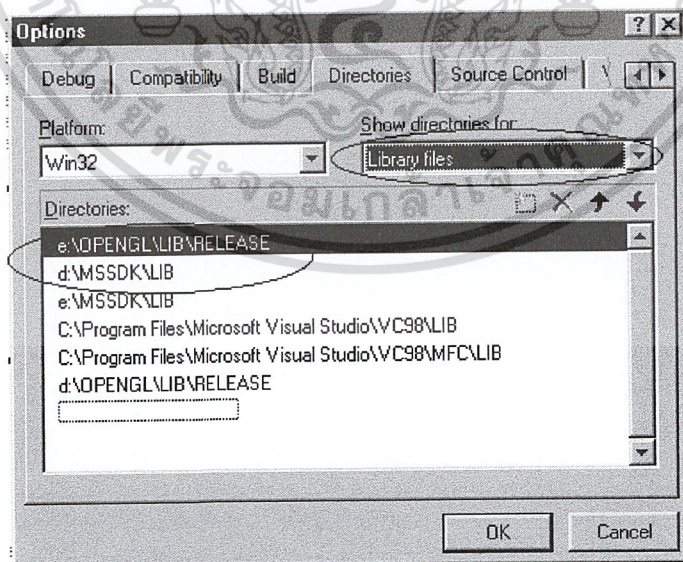 Options
Debug Compatibility Build Directories Source Control
Platform: Show directories for:
Win32 Library files
Directories:
e:\OPENGL\LIB\RELEASE
d:\MSSDK\LIB
e:\MSSDK\LIB
C:\Program Files\Microsoft Visual Studio\VC98\LIB
C:\Program Files\Microsoft Visual Studio\VC98\MFC\LIB
d:\OPENGL\LIB\RELEASE
OK Cancel